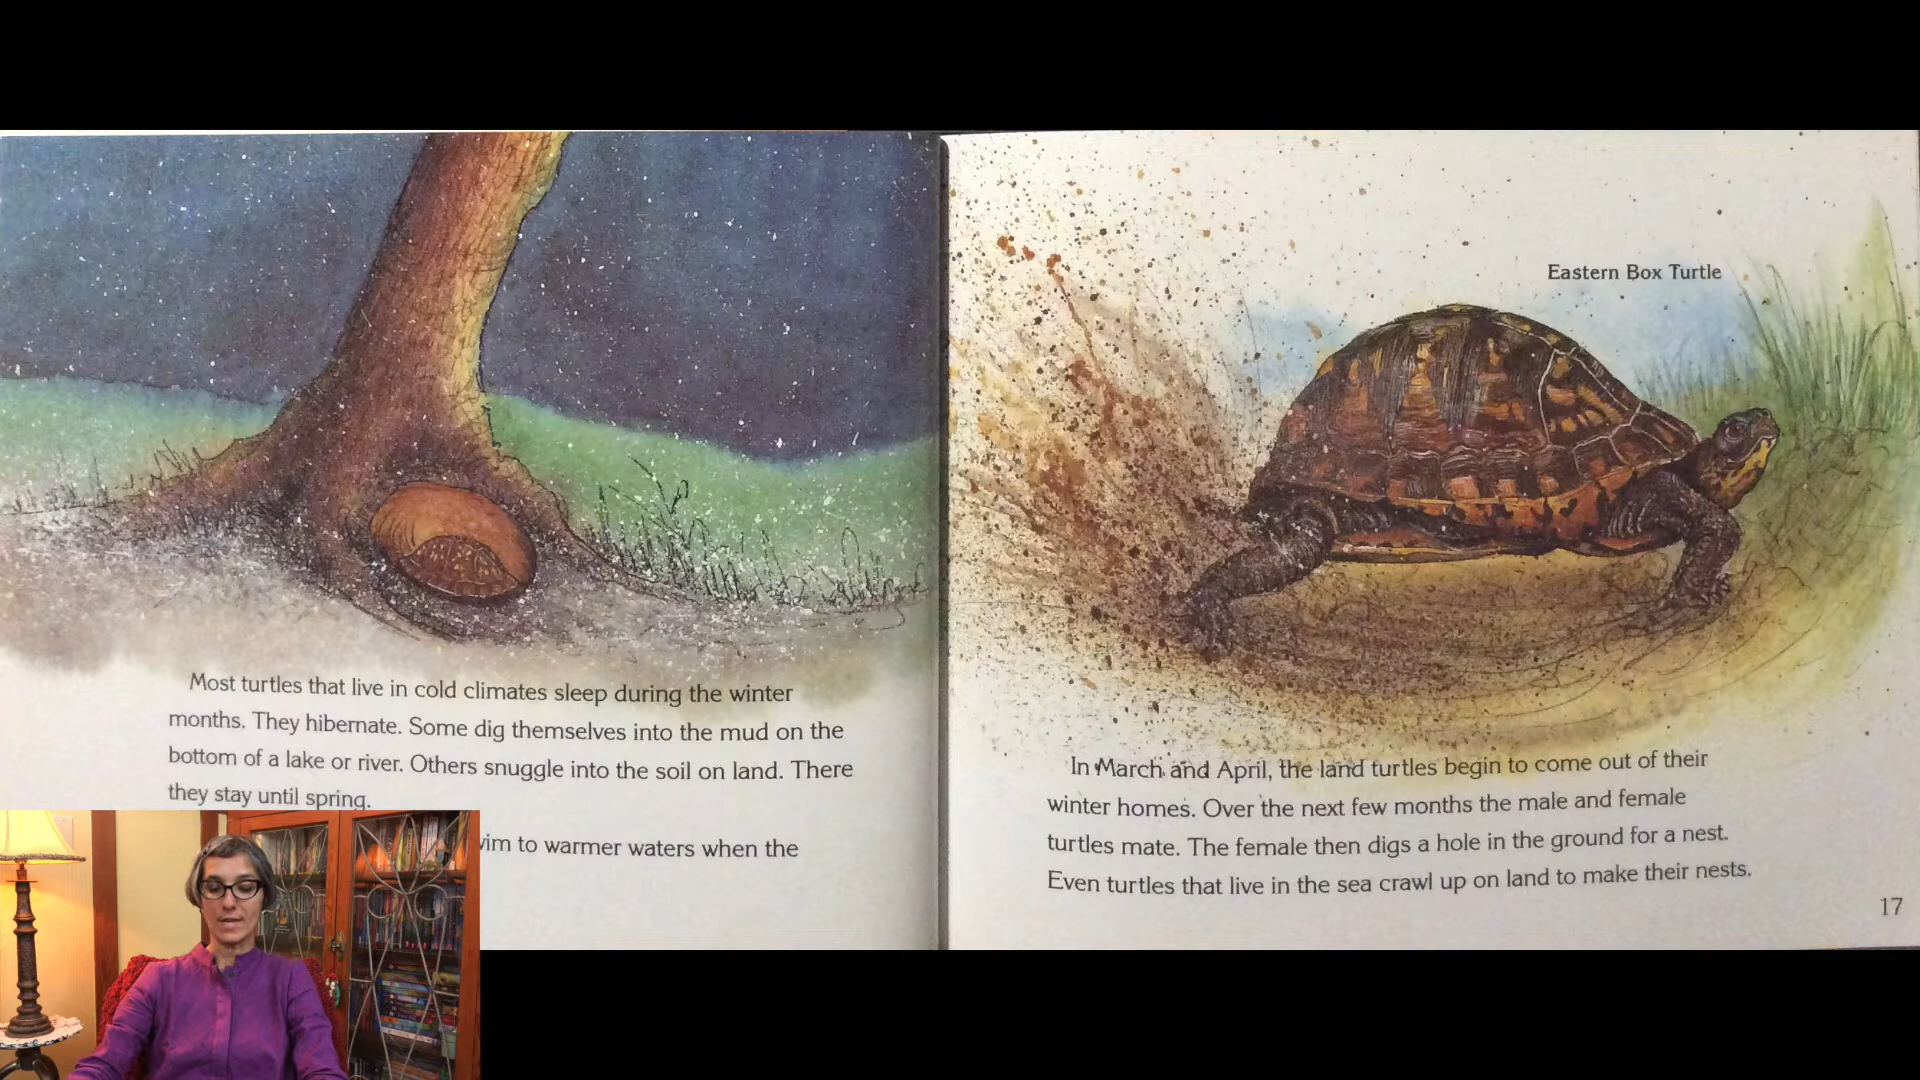 Most turtles that live in cold climates sleep during the winter
months. They hibernate. Some dig themselves into the mud on the
bottom of a lake or river. Others snuggle into the soil on land. There
they stay until spring.
to warmer waters when the
Eastern Box Turtle
In March and April, the land turtles begin to come out of their
winter homes. Over the next few months the male and female
turtles mate. The female then digs a hole in the ground for a nest.
Even turtles that live in the sea crawl up on land to make their nests.
17